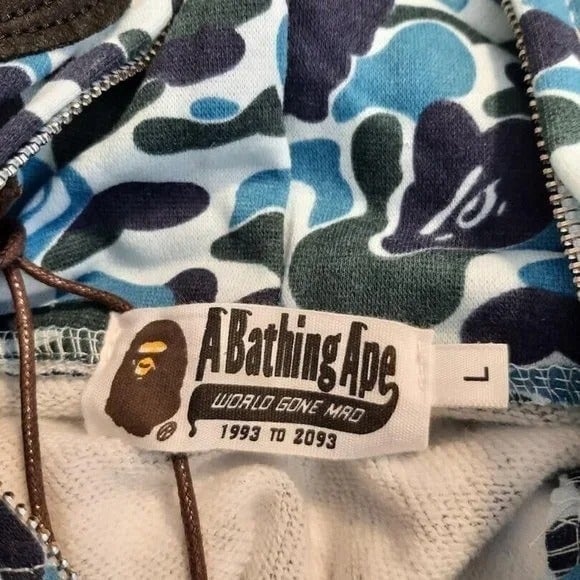 A Bathing Ape
WORLD GONE MAD
1993 TO 2093
L